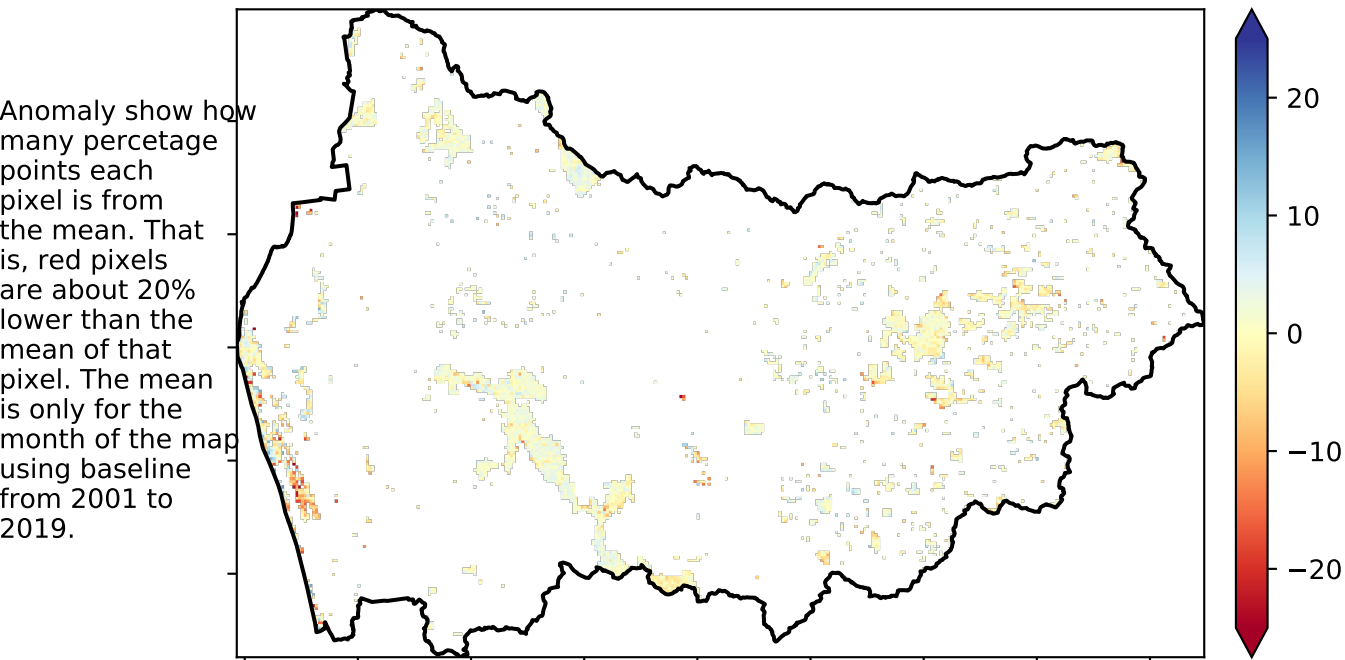 Anomaly show how
many percetage
points each
pixel is from
the mean. That
is, red pixels
are about 20%
lower than the
mean of that
pixel. The mean
is only for the
month of the map
using baseline
from 2001 to
2019.
20
10
0
−10
−20